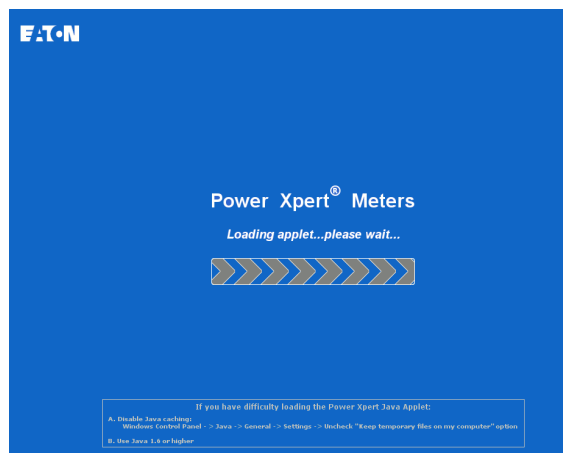 EATON
Power Xpert® Meters
Loading applet...please wait...
If you have difficulty loading the Power Xpert Java Applet:
A. Disable Java caching:
Windows Control Panel - > Java -> General -> Settings -> Uncheck "Keep temporary files on my computer" option
B. Use Java 1.6 or higher